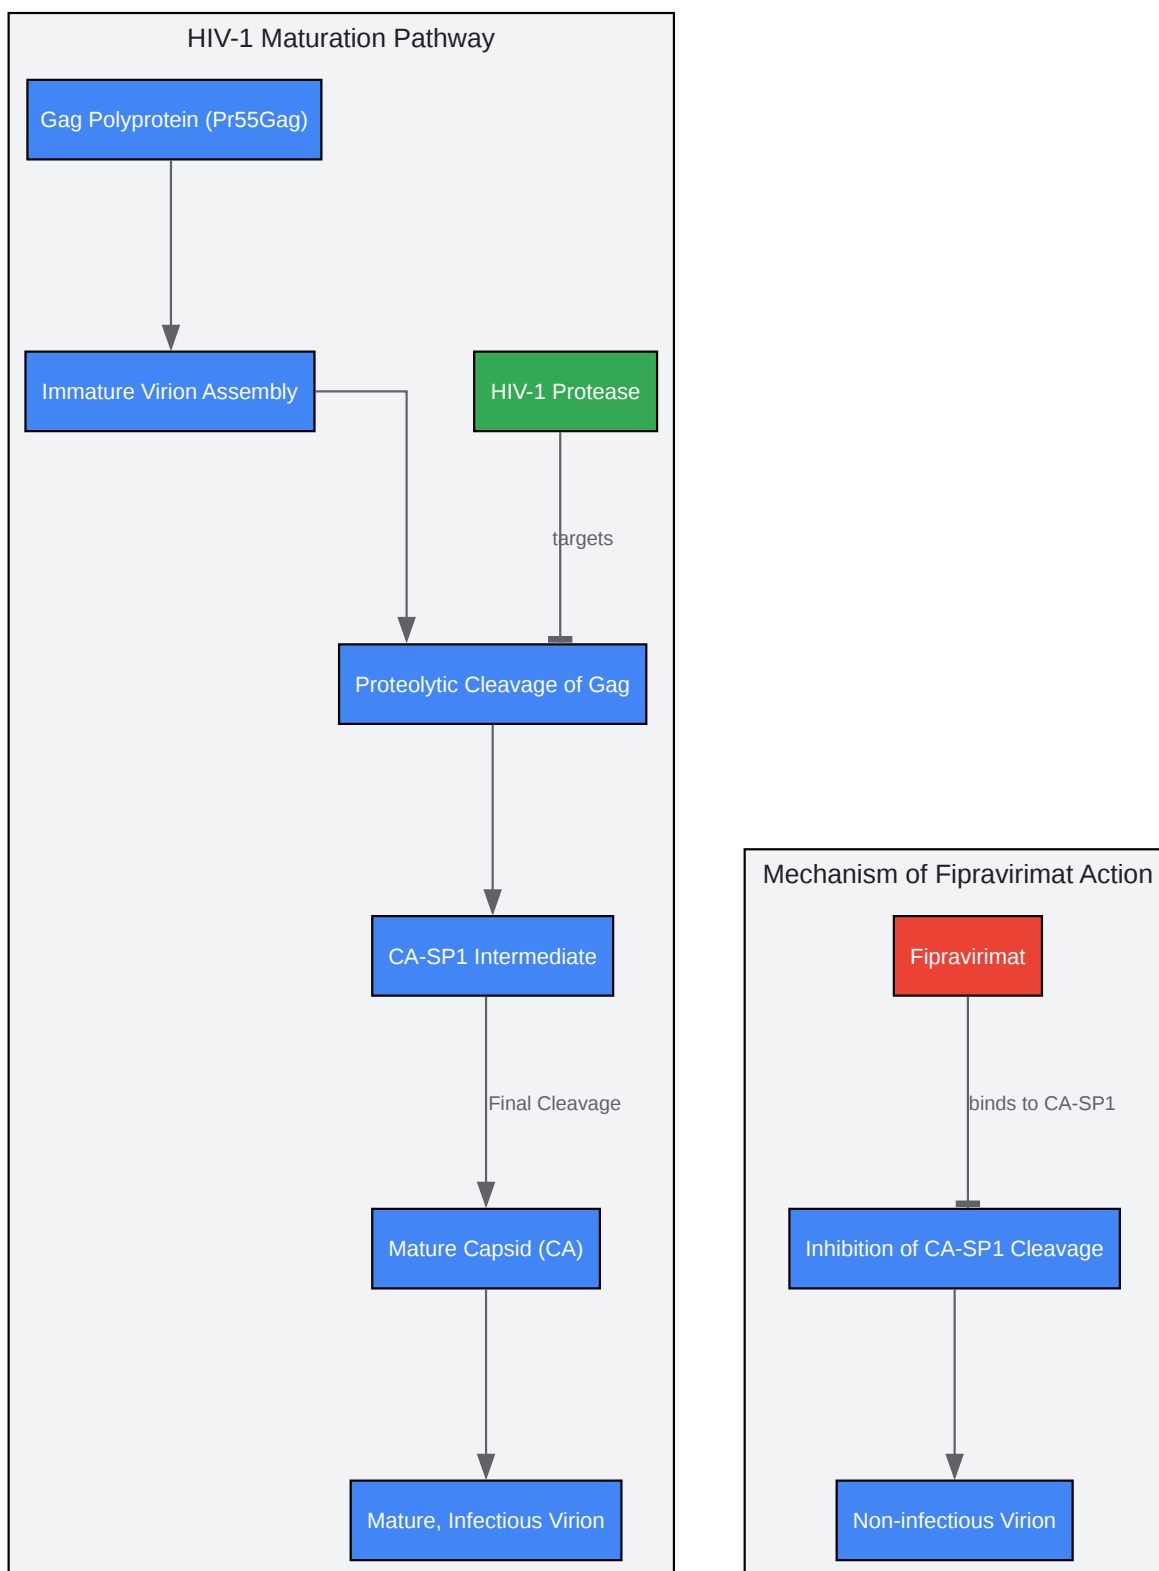 HIV-1 Maturation Pathway
Gag Polyprotein (Pr55Gag)
Immature Virion Assembly
HIV-1 Protease
targets
Proteolytic Cleavage of Gag
CA-SP1 Intermediate
Final Cleavage
Mature Capsid (CA)
Mature, Infectious Virion
Mechanism of Fipravirimat Action
Fipravirimat
binds to CA-SP1
Inhibition of CA-SP1 Cleavage
Non-infectious Virion